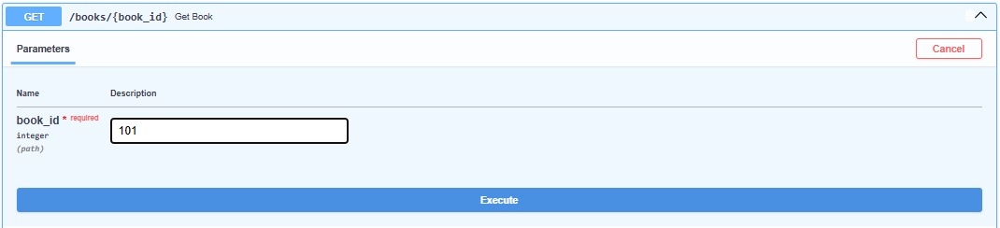 GET /books/{book_id} Get Book
Parameters Cancel
Name Description
book_id * required
integer
(path)
101
Execute